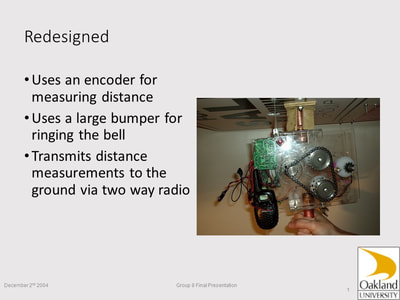 Redesigned
• Uses an encoder for
measuring distance
• Uses a large bumper for
ringing the bell
• Transmits distance
measurements to the
ground via two way radio
December 2nd 2004
Group 8 Final Presentation
1
Oakland
UNIVERSITY